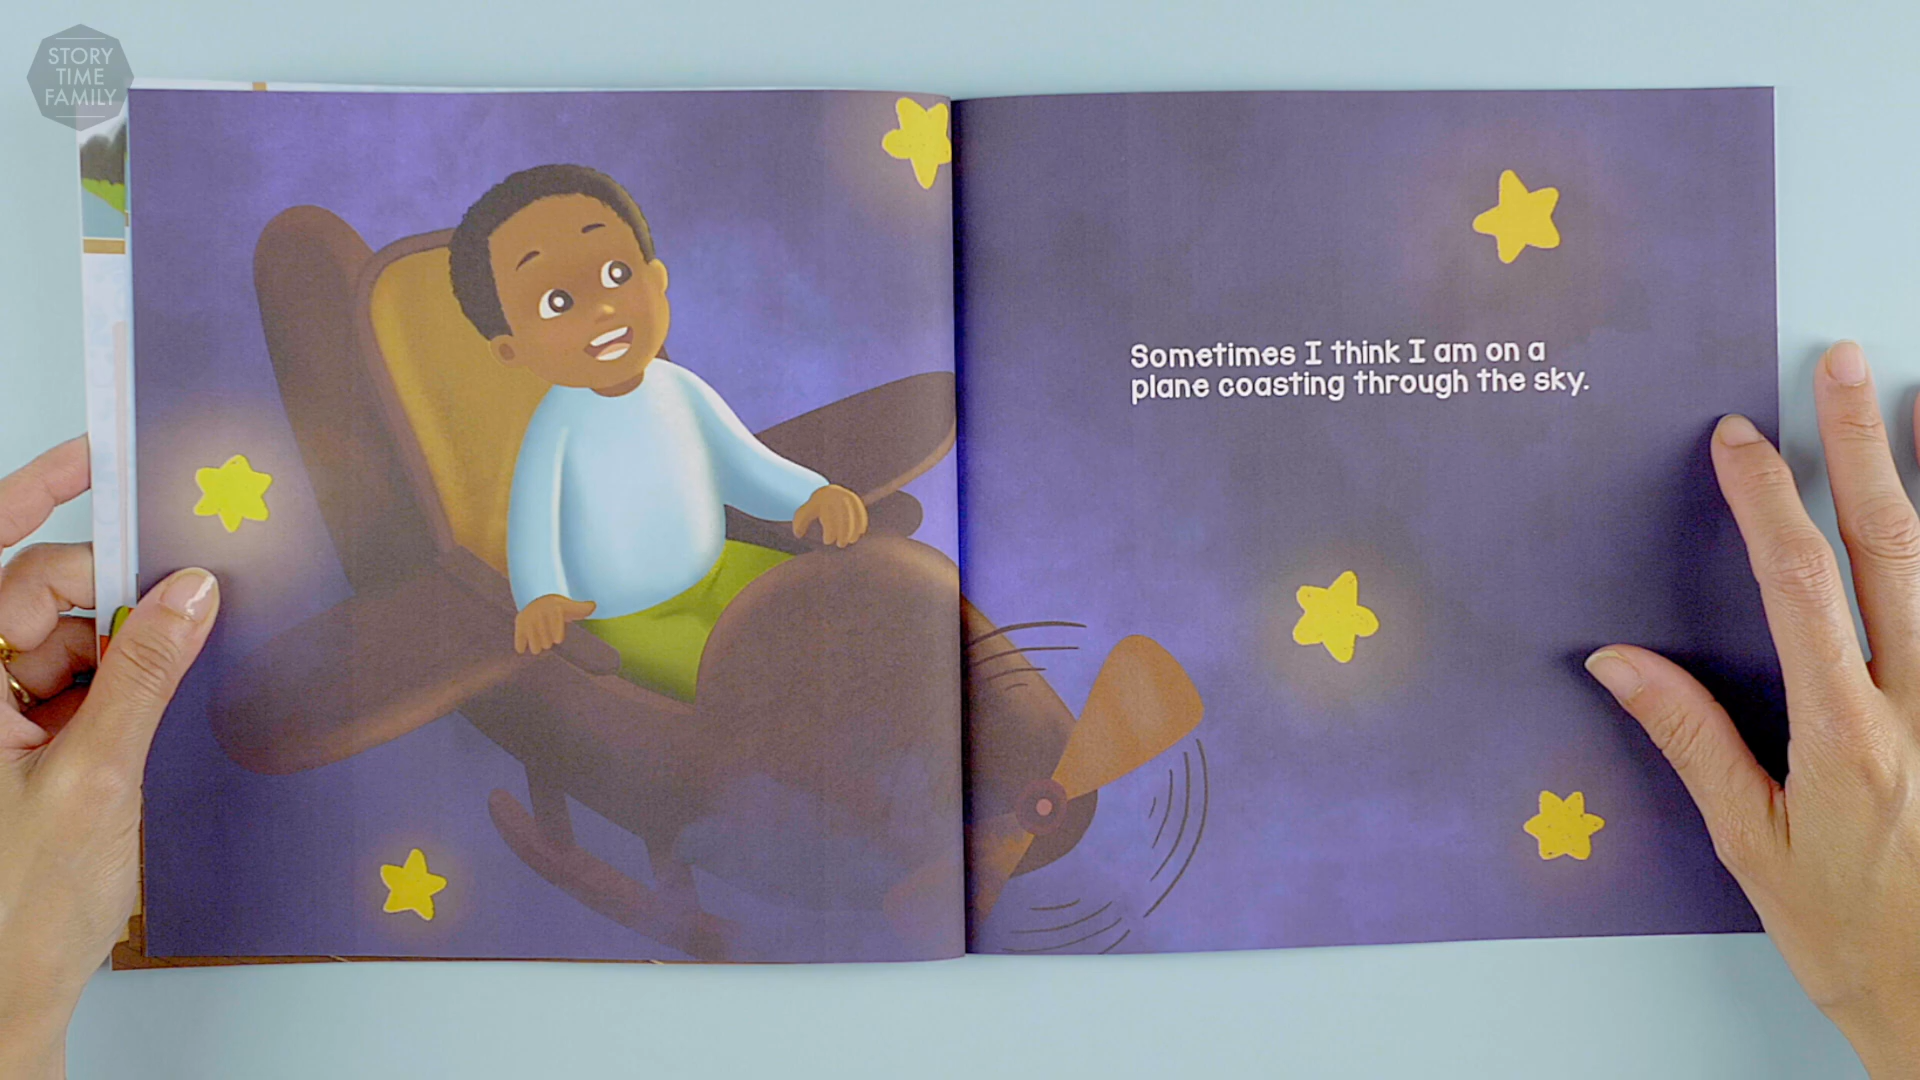 STORY
TIME
FAMILY
Sometimes I think I am on a
plane coasting through the sky.